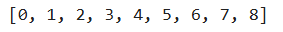 [0, 1, 2, 3, 4, 5, 6, 7, 8]